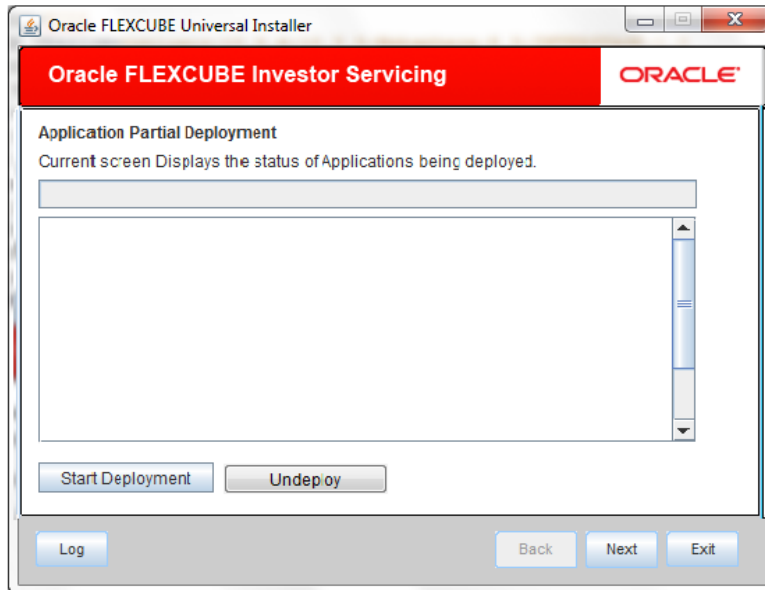 Oracle FLEXCUBE Universal Installer
Oracle FLEXCUBE Investor Servicing
ORACLE
Application Partial Deployment
Current screen Displays the status of Applications being deployed.
Start Deployment Undeploy
Log Back Next Exit